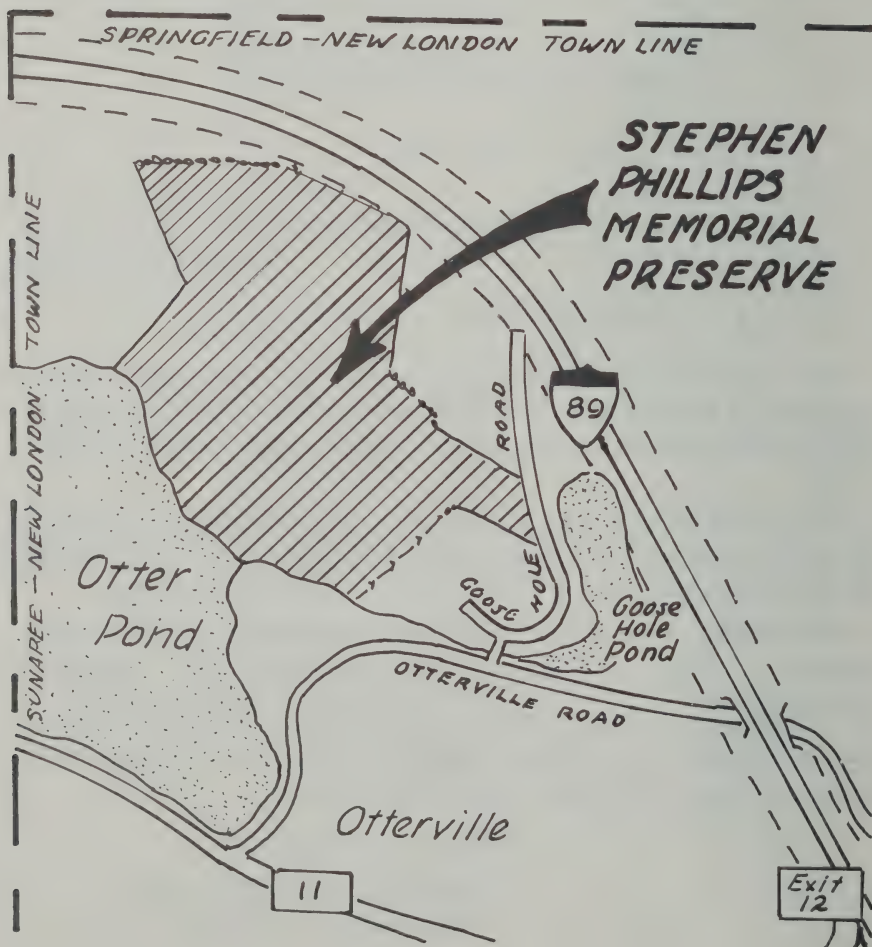 SPRINGFIELD – NEW LONDON TOWN LINE
STEPHEN
PHILLIPS
MEMORIAL
PRESERVE
SUNAPEE – NEW LONDON TOWN LINE
89
ROAD
HOLE
GOOSE
Otter
Pond
Goose
Hole
Pond
OTTERVILLE ROAD
Otterville
11
Exit
12